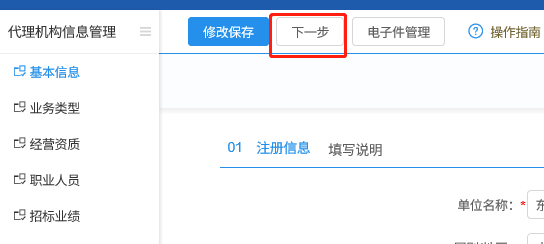 代理机构信息管理
修改保存 下一步 电子件管理 ? 操作指南
基本信息
业务类型
经营资质
职业人员
招标业绩
01 注册信息 填写说明
单位名称：*